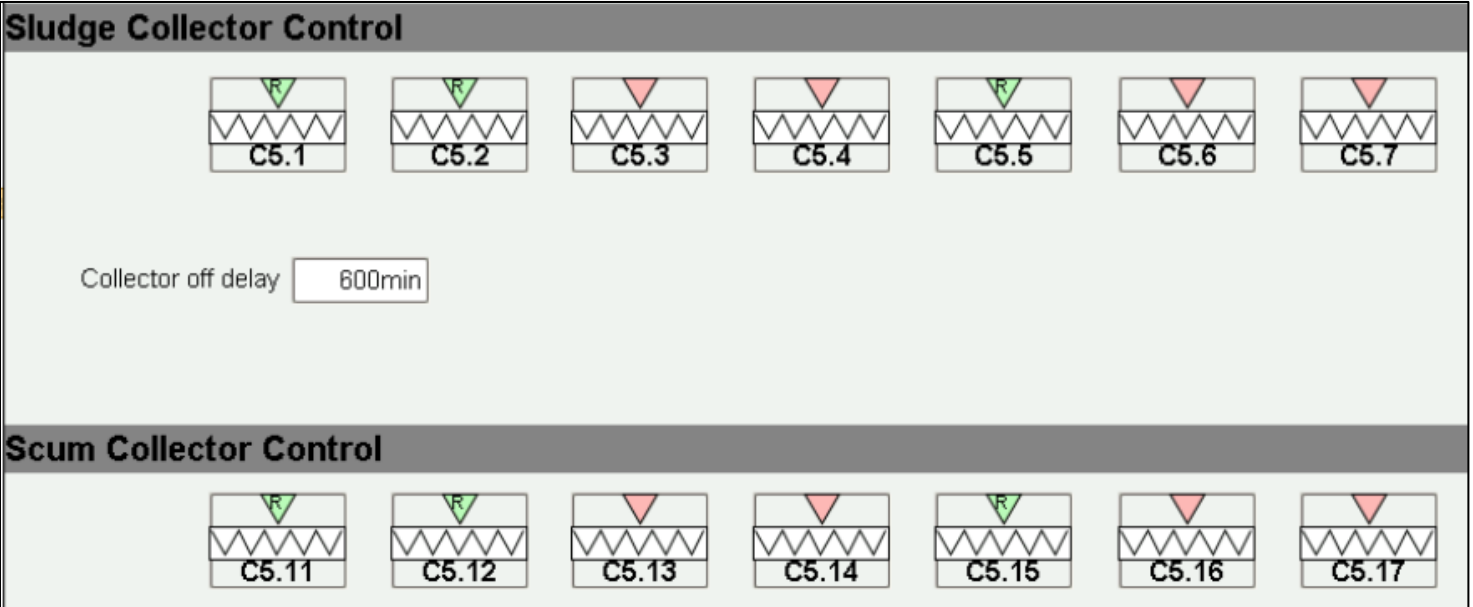 Sludge Collector Control
R R R
C5.1 C5.2 C5.3 C5.4 C5.5 C5.6 C5.7
Collector off delay 600min
Scum Collector Control
R R R
C5.11 C5.12 C5.13 C5.14 C5.15 C5.16 C5.17